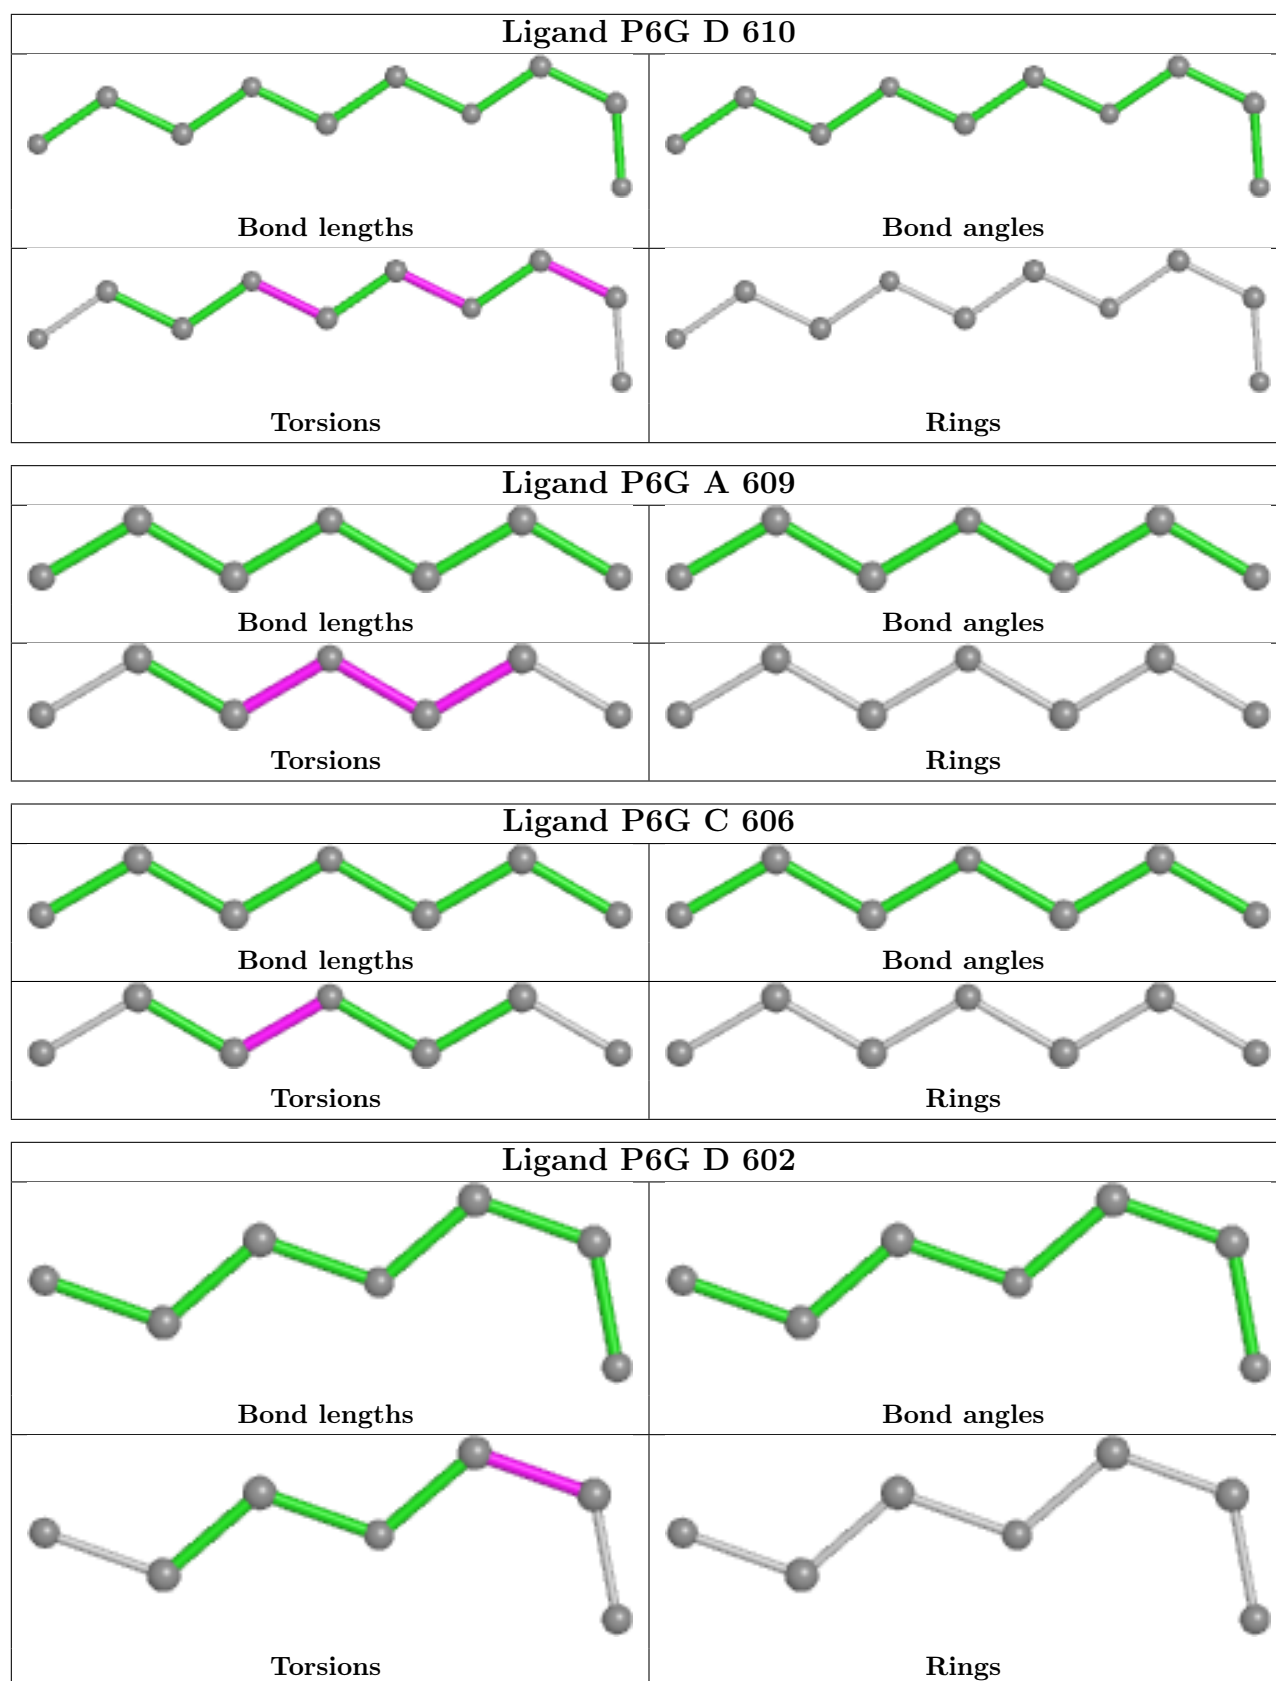 Ligand P6G D 610
Bond lengths
Bond angles
Torsions
Rings
Ligand P6G A 609
Bond lengths
Bond angles
Torsions
Rings
Ligand P6G C 606
Bond lengths
Bond angles
Torsions
Rings
Ligand P6G D 602
Bond lengths
Bond angles
Torsions
Rings